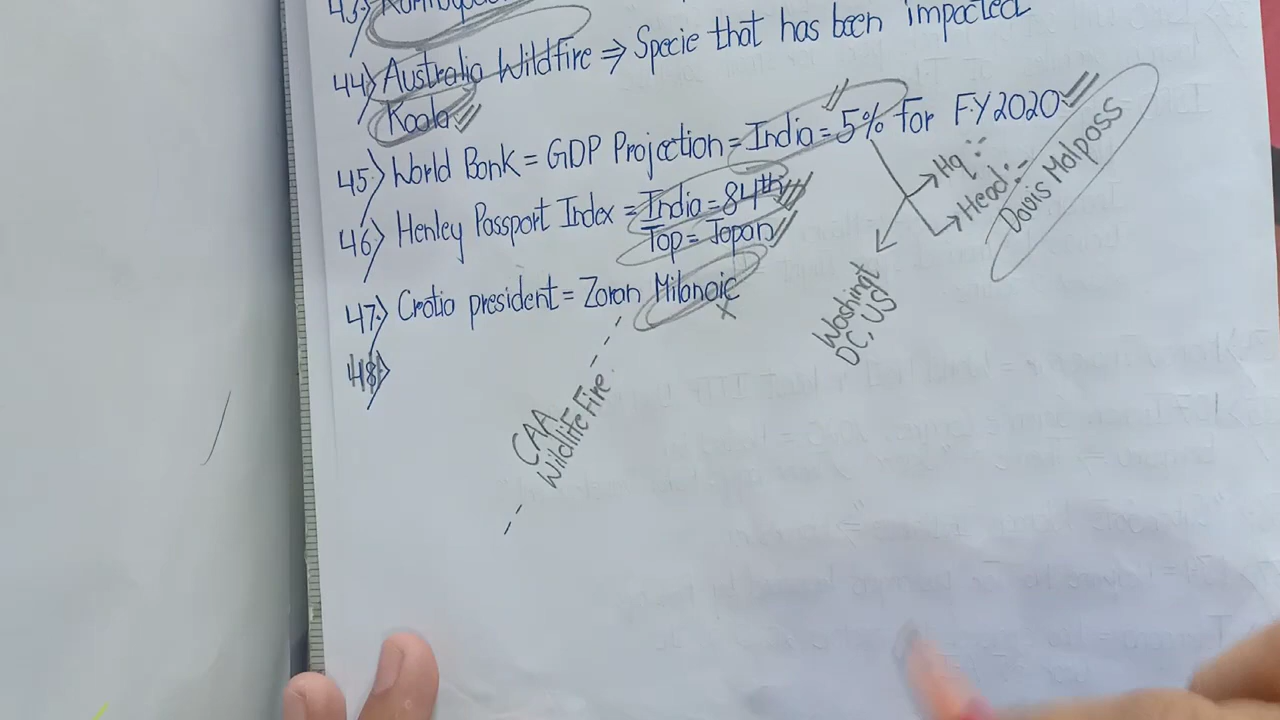 44) Australia Wildfire ⇒ Specie that has been impacted
Koala
45) World Bank = GDP Projection = India = 5% for F.Y 2020
→ Hq :-
→ Head :-
Davis Malpass
Washingt
DC, US
46) Henley Passport Index = India = 84th
Top = Japan
47) Crotia president = Zoran Milanoic
CAA
Wildlife Fire
48)